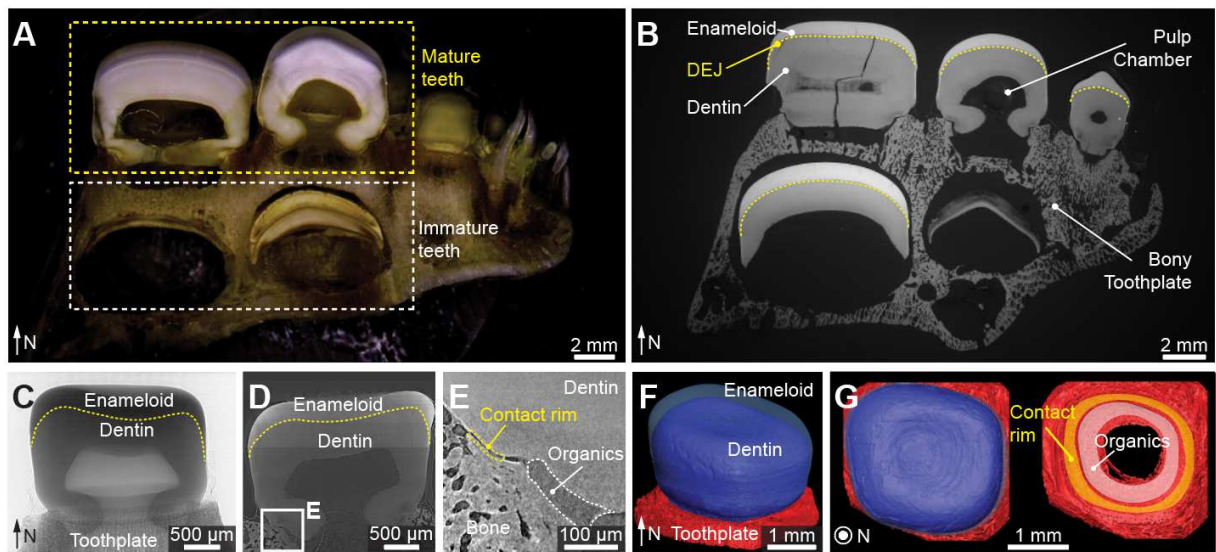 A
Mature
teeth
Immature
teeth
N
2 mm
B
Enameloid
DEJ
Dentin
Pulp
Chamber
Bony
Toothplate
N
2 mm
C
Enameloid
Dentin
N
Toothplate
500 µm
D
Enameloid
Dentin
E
500 µm
E
Dentin
Contact rim
Organics
Bone
100 µm
F
Enameloid
Dentin
N
Toothplate
1 mm
G
Contact
rim
Organics
N
1 mm